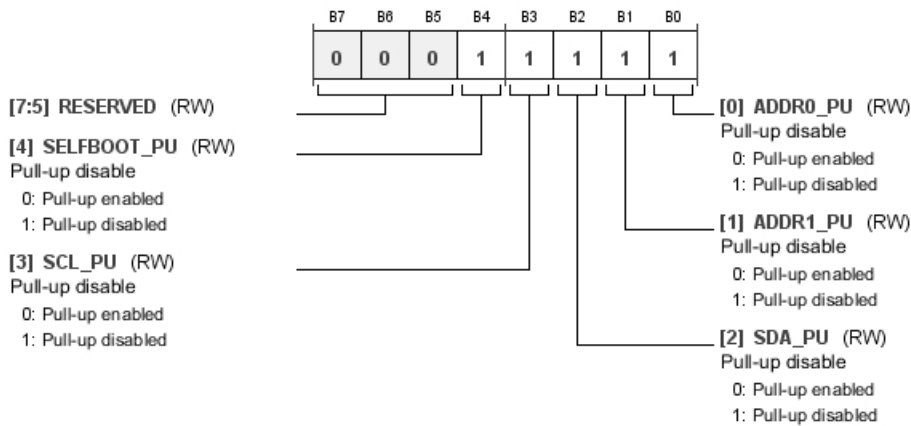 B7 B6 B5 B4 B3 B2 B1 B0
0 0 0 1 1 1 1 1
[7:5] RESERVED (RW)
[4] SELFBOOT_PU (RW)
Pull-up disable
0: Pull-up enabled
1: Pull-up disabled
[3] SCL_PU (RW)
Pull-up disable
0: Pull-up enabled
1: Pull-up disabled
[0] ADDR0_PU (RW)
Pull-up disable
0: Pull-up enabled
1: Pull-up disabled
[1] ADDR1_PU (RW)
Pull-up disable
0: Pull-up enabled
1: Pull-up disabled
[2] SDA_PU (RW)
Pull-up disable
0: Pull-up enabled
1: Pull-up disabled